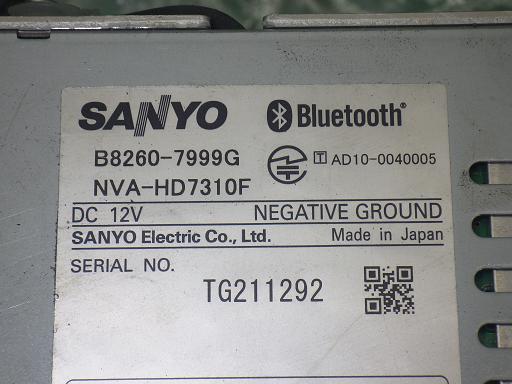 SANYO Bluetooth®
B8260-7999G
T AD10-0040005
NVA-HD7310F
DC 12V NEGATIVE GROUND
SANYO Electric Co., Ltd. Made in Japan
SERIAL NO.
TG211292